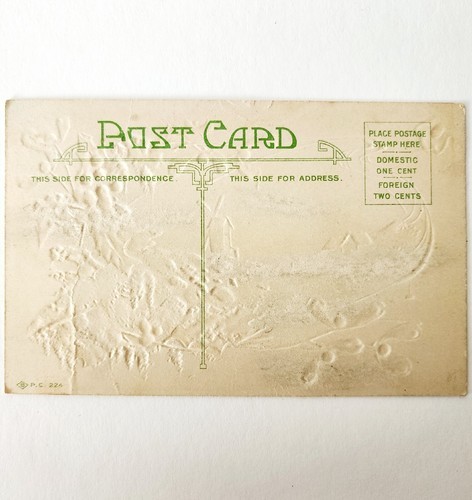 POST CARD
PLACE POSTAGE
STAMP HERE
DOMESTIC
ONE CENT
FOREIGN
TWO CENTS
THIS SIDE FOR CORRESPONDENCE.
THIS SIDE FOR ADDRESS.
P.C. 226